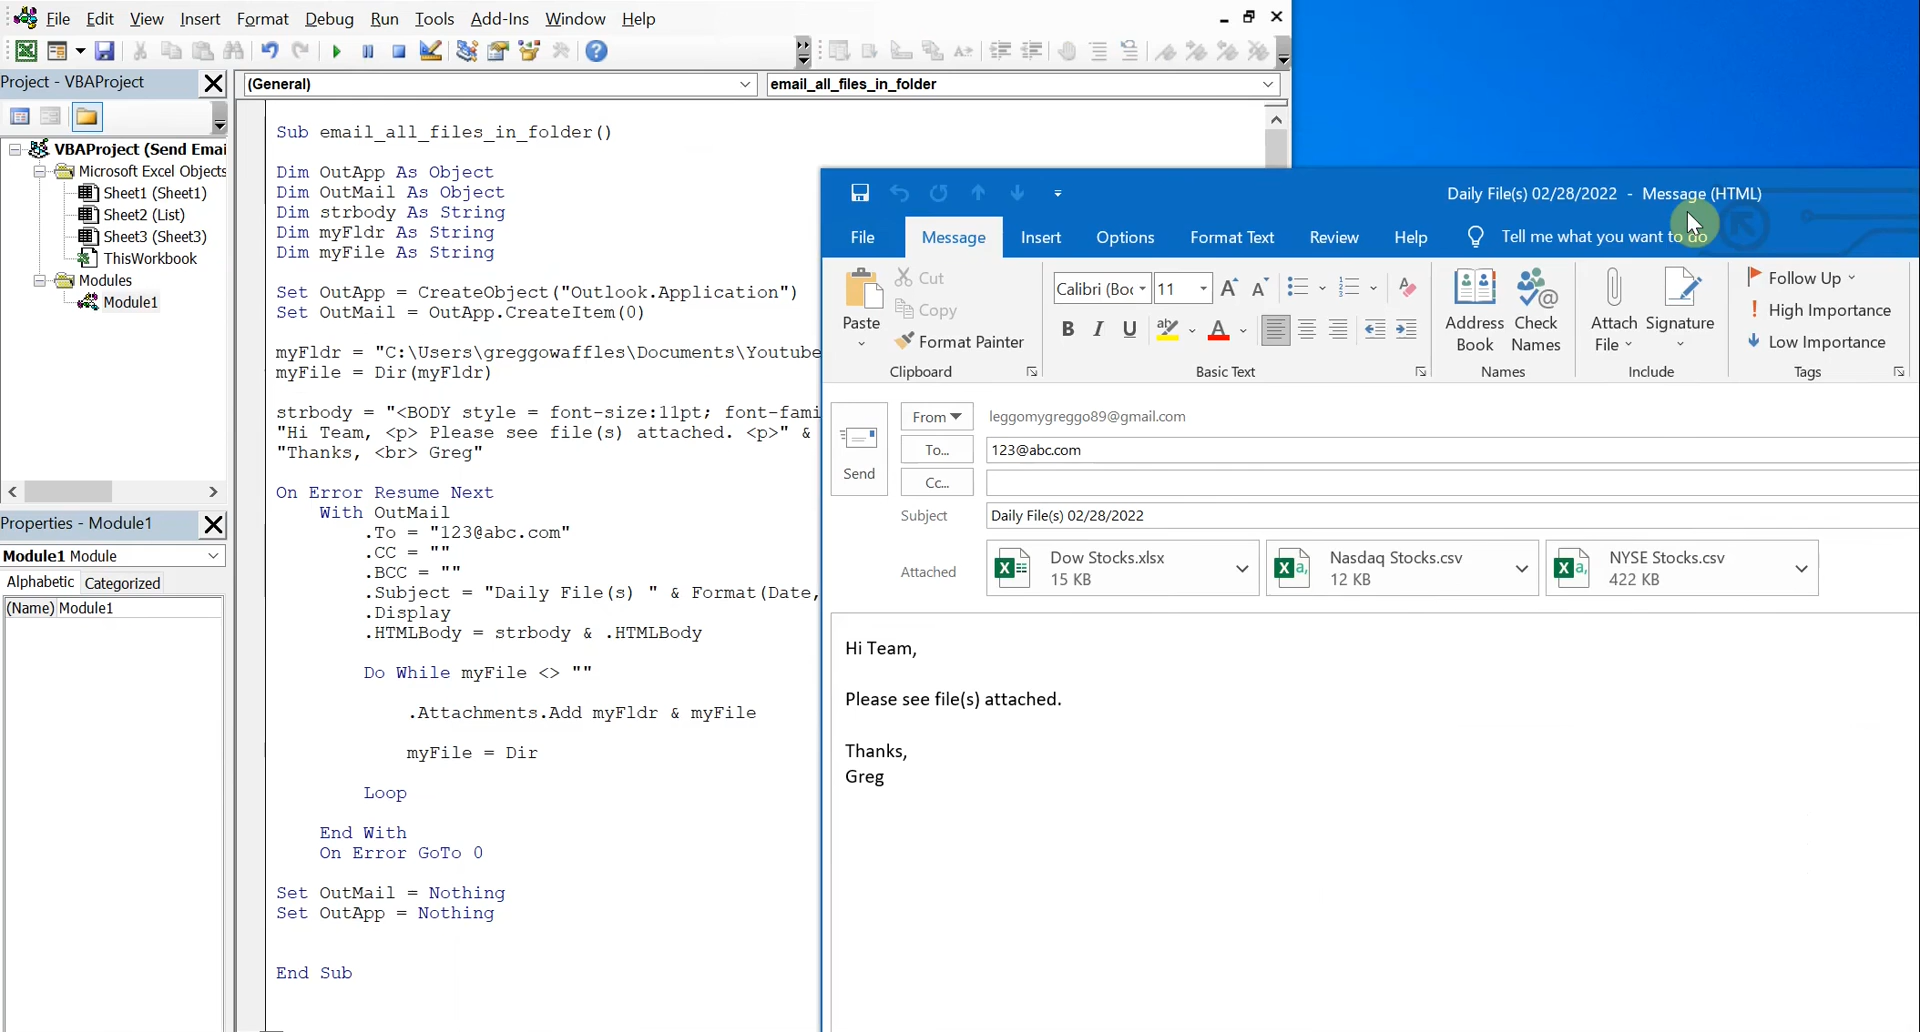 File Edit View Insert Format Debug Run Tools Add-Ins Window Help
Project - VBAProject
(General)
email_all_files_in_folder
VBAProject (Send Emai
Microsoft Excel Objects
Sheet1 (Sheet1)
Sheet2 (List)
Sheet3 (Sheet3)
ThisWorkbook
Modules
Module1
Properties - Module1
Module1 Module
Alphabetic Categorized
(Name) Module1
Sub email_all_files_in_folder()
Dim OutApp As Object
Dim OutMail As Object
Dim strbody As String
Dim myFldr As String
Dim myFile As String
Set OutApp = CreateObject("Outlook.Application")
Set OutMail = OutApp.CreateItem(0)
myFldr = "C:\Users\greggowaffles\Documents\Youtube
myFile = Dir(myFldr)
strbody = "<BODY style = font-size:11pt; font-fami
"Hi Team, <p> Please see file(s) attached. <p>" &
"Thanks, <br> Greg"
On Error Resume Next
With OutMail
.To = "123@abc.com"
.CC = ""
.BCC = ""
.Subject = "Daily File(s) " & Format(Date,
.Display
.HTMLBody = strbody & .HTMLBody
Do While myFile <> ""
.Attachments.Add myFldr & myFile
myFile = Dir
Loop
End With
On Error GoTo 0
Set OutMail = Nothing
Set OutApp = Nothing
End Sub
Daily File(s) 02/28/2022 - Message (HTML)
File Message Insert Options Format Text Review Help Tell me what you want to do
Paste
Cut
Copy
Format Painter
Clipboard
Calibri (Boc 11
B I U
Basic Text
Address Book
Check Names
Names
Attach File
Signature
Include
Follow Up
High Importance
Low Importance
Tags
Send
From leggomygreggo89@gmail.com
To... 123@abc.com
Cc...
Subject Daily File(s) 02/28/2022
Attached
Dow Stocks.xlsx
15 KB
Nasdaq Stocks.csv
12 KB
NYSE Stocks.csv
422 KB
Hi Team,
Please see file(s) attached.
Thanks,
Greg